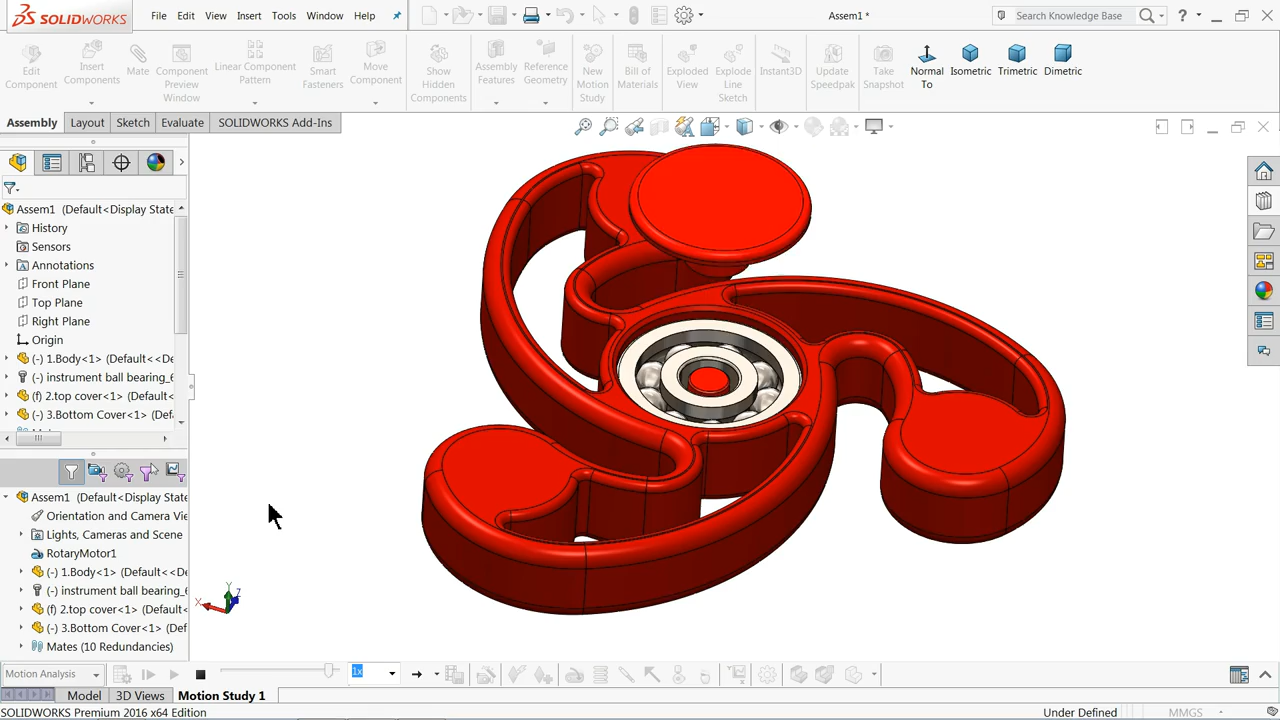 SOLIDWORKS
File Edit View Insert Tools Window Help
Assem1 *
Search Knowledge Base
?
Edit Component
Insert Components
Mate
Component Preview Window
Linear Component Pattern
Smart Fasteners
Move Component
Show Hidden Components
Assembly Features
Reference Geometry
New Motion Study
Bill of Materials
Exploded View
Explode Line Sketch
Instant3D
Update Speedpak
Take Snapshot
Normal To
Isometric
Trimetric
Dimetric
Assembly Layout Sketch Evaluate SOLIDWORKS Add-Ins
Assem1 (Default<Display State
History
Sensors
Annotations
Front Plane
Top Plane
Right Plane
Origin
(-) 1.Body<1> (Default<<De
(-) instrument ball bearing_6
(f) 2.top cover<1> (Default<
(-) 3.Bottom Cover<1> (Def
Assem1 (Default<Display State
Orientation and Camera Vie
Lights, Cameras and Scene
RotaryMotor1
(-) 1.Body<1> (Default<<De
(-) instrument ball bearing_6
(f) 2.top cover<1> (Default<
(-) 3.Bottom Cover<1> (Def
Mates (10 Redundancies)
Y
X
Z
Motion Analysis
1x
Model 3D Views Motion Study 1
SOLIDWORKS Premium 2016 x64 Edition
Under Defined
MMGS